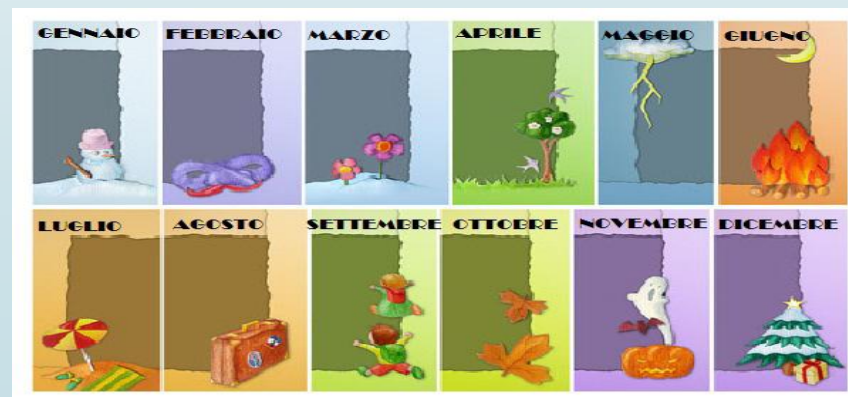 GENNAIO FEBBRAIO MARZO APRILE MAGGIO GIUGNO
LUGLIO AGOSTO SETTEMBRE OTTOBRE NOVEMBRE DICEMBRE